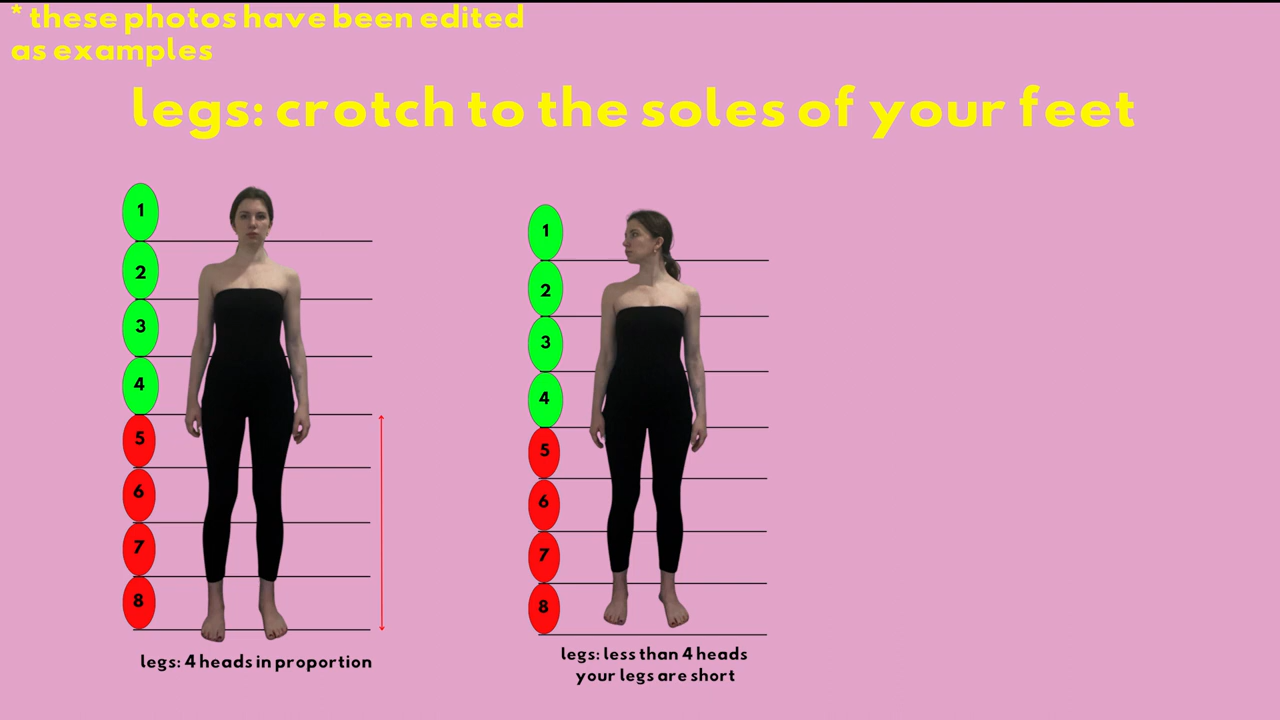 * these photos have been edited
as examples
legs: crotch to the soles of your feet
1
2
3
4
5
6
7
8
legs: 4 heads in proportion
1
2
3
4
5
6
7
8
legs: less than 4 heads
your legs are short